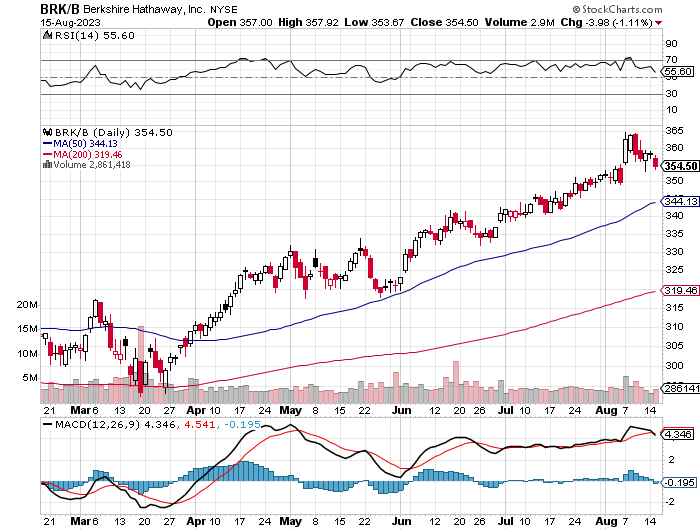 BRK/B Berkshire Hathaway, Inc. NYSE
© StockCharts.com
15-Aug-2023 Open 357.00 High 357.92 Low 353.67 Close 354.50 Volume 2.9M Chg -3.98 (-1.11%)
RSI(14) 55.60
90
70
55.60
30
10
BRK/B (Daily) 354.50
MA(50) 344.13
MA(200) 319.46
Volume 2,861,418
365
360
354.50
350
344.13
340
335
330
325
319.46
315
310
305
300
20M
15M
10M
5M
2861418
21 Mar 6 13 20 27 Apr 10 17 24 May 8 15 22 Jun 12 20 26 Jul 10 17 24 Aug 7 14
MACD(12,26,9) 4.346, 4.541, -0.195
4.346
2
-0.195
-2
21 Mar 6 13 20 27 Apr 10 17 24 May 8 15 22 Jun 12 20 26 Jul 10 17 24 Aug 7 14